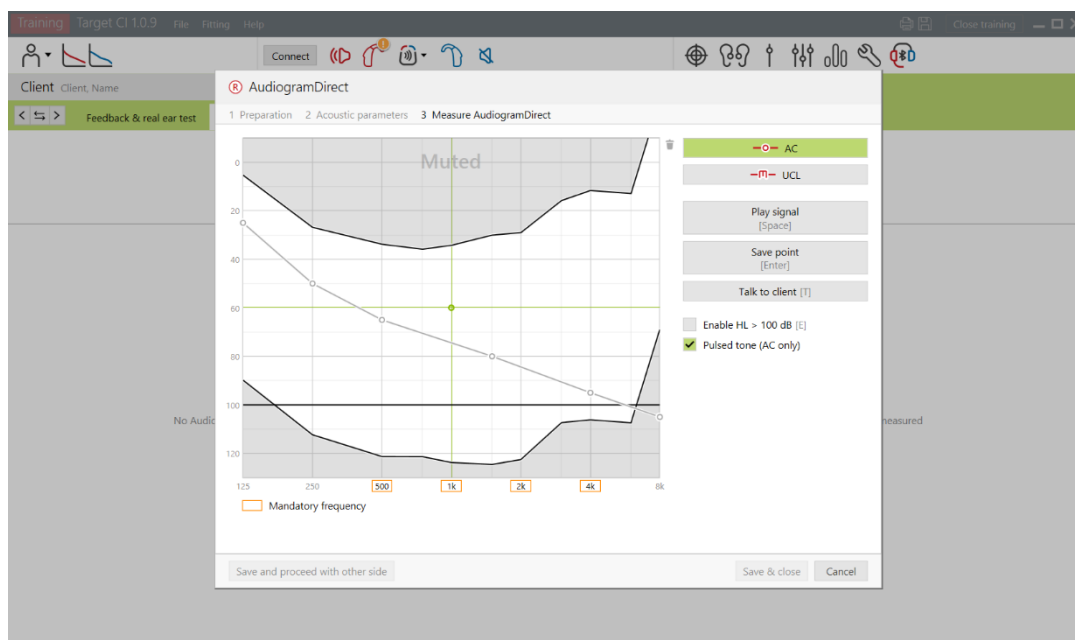 Training Target CI 1.0.9 File Fitting Help Close training
Connect
Client Client, Name
Feedback & real ear test
R AudiogramDirect
1 Preparation 2 Acoustic parameters 3 Measure AudiogramDirect
Muted
0
20
40
60
80
100
120
125 250 500 1k 2k 4k 8k
Mandatory frequency
AC
UCL
Play signal
[Space]
Save point
[Enter]
Talk to client [T]
Enable HL > 100 dB [E]
Pulsed tone (AC only)
No Audio
measured
Save and proceed with other side Save & close Cancel